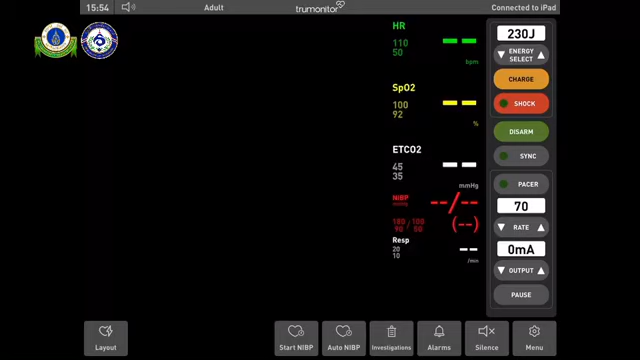 15:54
Adult
trumonitor
Connected to iPad
HR
110
50
-- --
bpm
SpO2
100
92
-- --
%
ETCO2
45
35
-- --
mmHg
NIBP
mmHg
--/--
180/100
90/50
(--)
Resp
20
10
--
/min
230J
ENERGY
SELECT
CHARGE
SHOCK
DISARM
SYNC
PACER
70
RATE
0mA
OUTPUT
PAUSE
Layout
Start NIBP
Auto NIBP
Investigations
Alarms
Silence
Menu